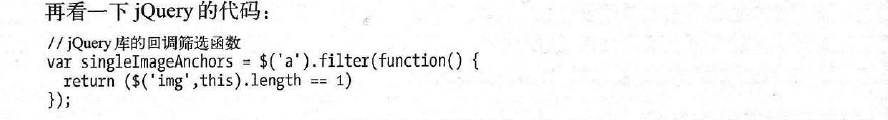 再看一下 jQuery 的代码：
// jQuery 库的回调筛选函数
var singleImageAnchors = $('a').filter(function() {
  return ($('img',this).length == 1)
});